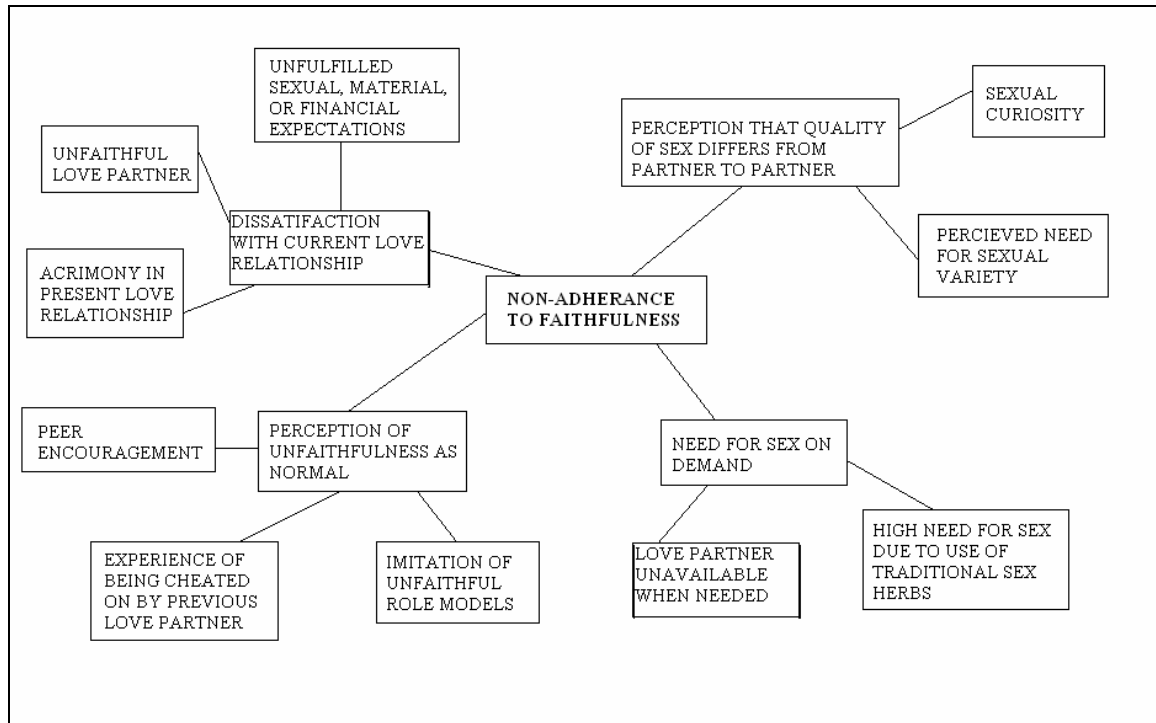 UNFULFILLED
SEXUAL, MATERIAL,
OR FINANCIAL
EXPECTATIONS
SEXUAL
CURIOSITY
PERCEPTION THAT QUALITY
OF SEX DIFFERS FROM
PARTNER TO PARTNER
UNFAITHFUL
LOVE PARTNER
DISSATIFACTION
WITH CURRENT LOVE
RELATIONSHIP
PERCIEVED NEED
FOR SEXUAL
VARIETY
ACRIMONY IN
PRESENT LOVE
RELATIONSHIP
NON-ADHERANCE
TO FAITHFULNESS
PEER
ENCOURAGEMENT
PERCEPTION OF
UNFAITHFULNESS AS
NORMAL
NEED FOR SEX ON
DEMAND
EXPERIENCE OF
BEING CHEATED
ON BY PREVIOUS
LOVE PARTNER
IMITATION OF
UNFAITHFUL
ROLE MODELS
LOVE PARTNER
UNAVAILABLE
WHEN NEEDED
HIGH NEED FOR SEX
DUE TO USE OF
TRADITIONAL SEX
HERBS